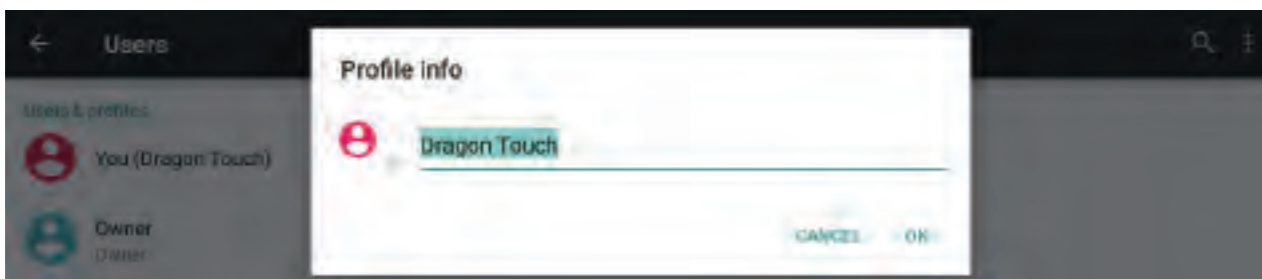 Users
Profile info
Users & profiles
Dragon Touch
You (Dragon Touch)
Owner
Owner
CANCEL OK